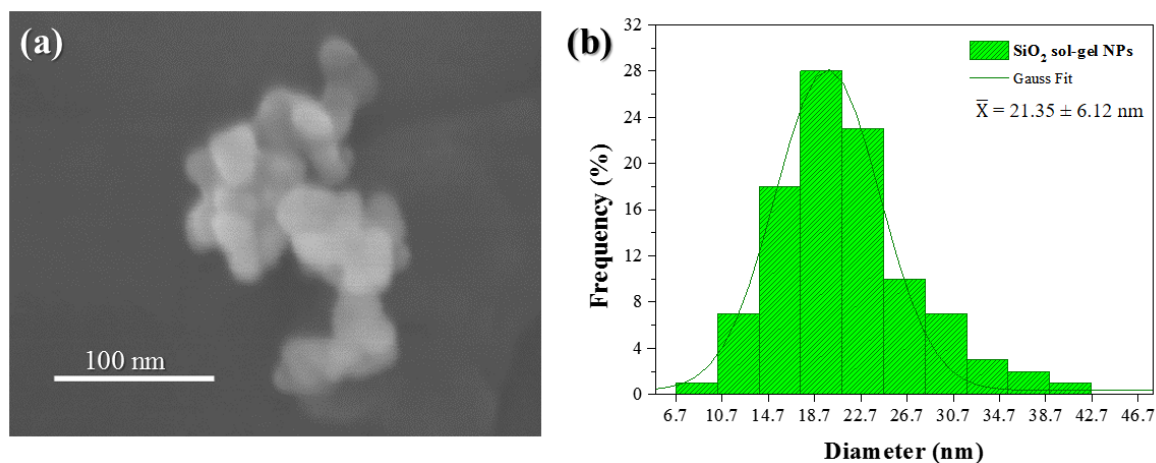 (a)
100 nm
(b)
SiO₂ sol-gel NPs
Gauss Fit
X̅ = 21.35 ± 6.12 nm
32
28
24
20
16
12
8
4
0
Frequency (%)
6.7 10.7 14.7 18.7 22.7 26.7 30.7 34.7 38.7 42.7 46.7
Diameter (nm)